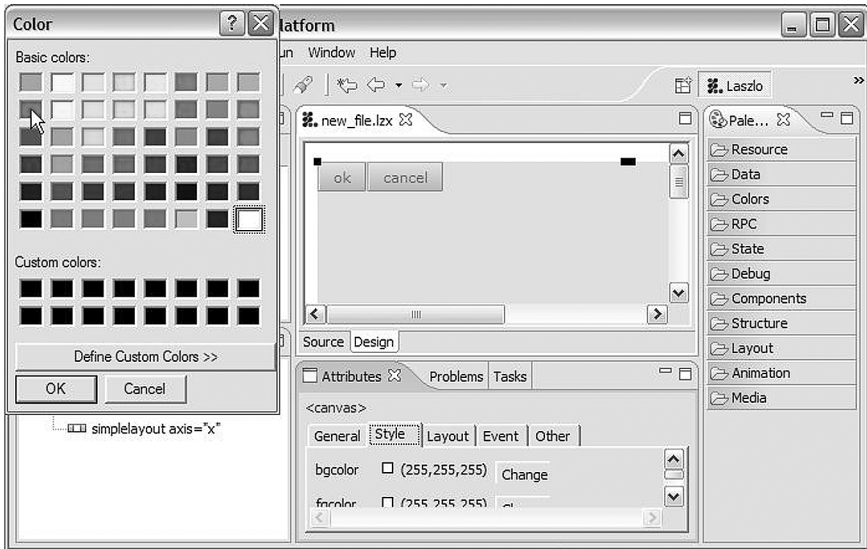 Color
Basic colors:
Custom colors:
Define Custom Colors >>
OK
Cancel
simplelayout axis="x"
latform
un Window Help
Laszlo
new_file.lzx
ok
cancel
Source
Design
Attributes
Problems
Tasks
<canvas>
General
Style
Layout
Event
Other
bgcolor
(255,255,255)
Change
fgcolor
(255,255,255)
Pale...
Resource
Data
Colors
RPC
State
Debug
Components
Structure
Layout
Animation
Media